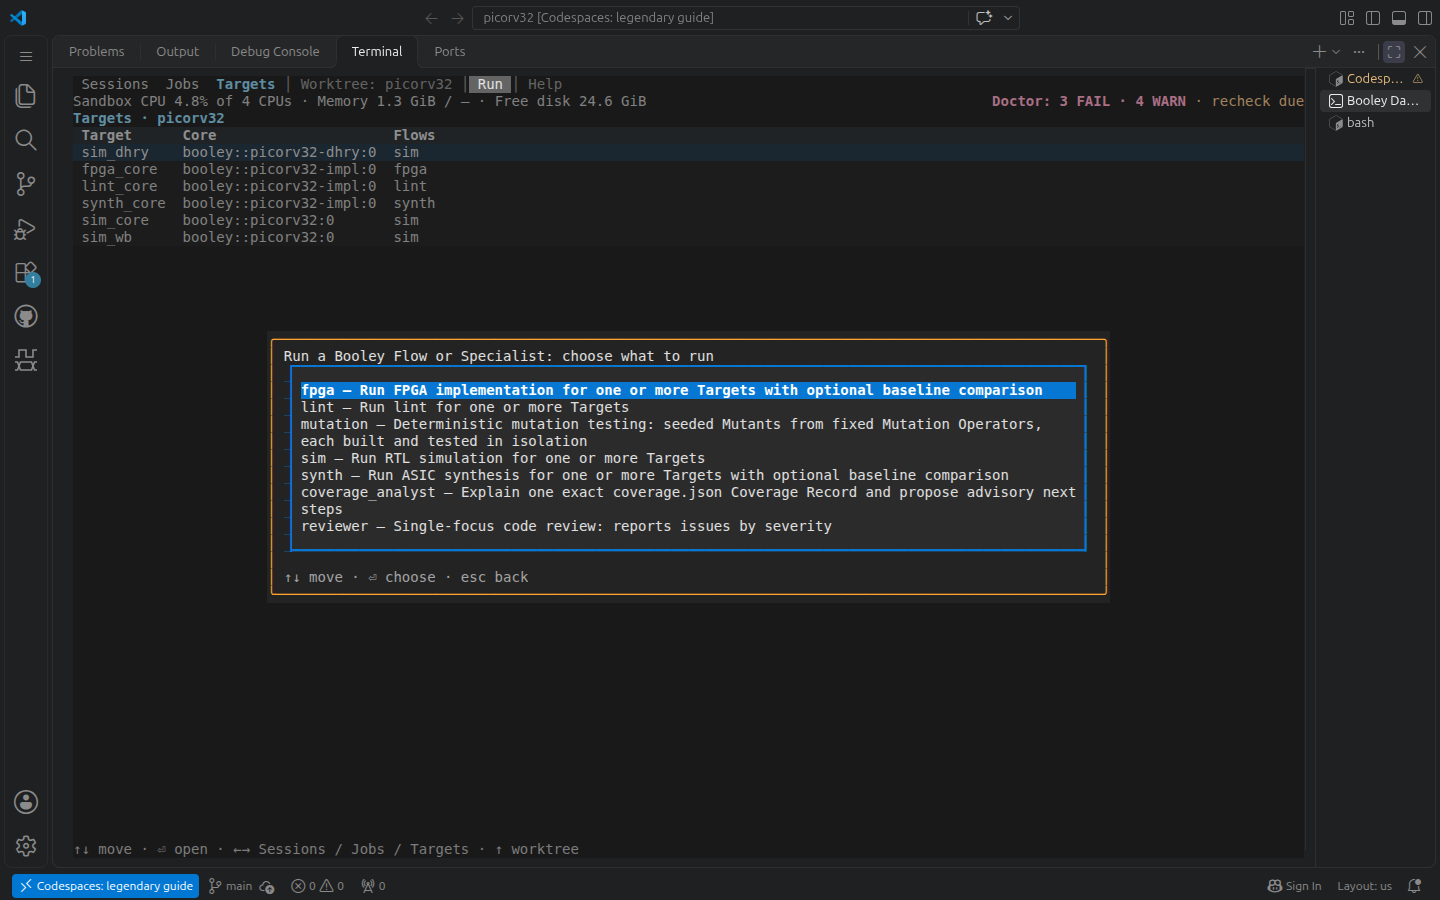 picorv32 [Codespaces: legendary guide]
Problems Output Debug Console Terminal Ports
Sessions Jobs Targets │ Worktree: picorv32 │ Run │ Help
Sandbox CPU 4.8% of 4 CPUs · Memory 1.3 GiB / — · Free disk 24.6 GiB Doctor: 3 FAIL · 4 WARN · recheck due
Targets · picorv32
Target Core Flows
sim_dhry booley::picorv32-dhry:0 sim
fpga_core booley::picorv32-impl:0 fpga
lint_core booley::picorv32-impl:0 lint
synth_core booley::picorv32-impl:0 synth
sim_core booley::picorv32:0 sim
sim_wb booley::picorv32:0 sim
Codesp...
Booley Da...
bash
1
Run a Booley Flow or Specialist: choose what to run
fpga — Run FPGA implementation for one or more Targets with optional baseline comparison
lint — Run lint for one or more Targets
mutation — Deterministic mutation testing: seeded Mutants from fixed Mutation Operators,
each built and tested in isolation
sim — Run RTL simulation for one or more Targets
synth — Run ASIC synthesis for one or more Targets with optional baseline comparison
coverage_analyst — Explain one exact coverage.json Coverage Record and propose advisory next
steps
reviewer — Single-focus code review: reports issues by severity
↑↓ move · ⏎ choose · esc back
↑↓ move · ⏎ open · ←→ Sessions / Jobs / Targets · ↑ worktree
Codespaces: legendary guide main 0 0 0 Sign In Layout: us